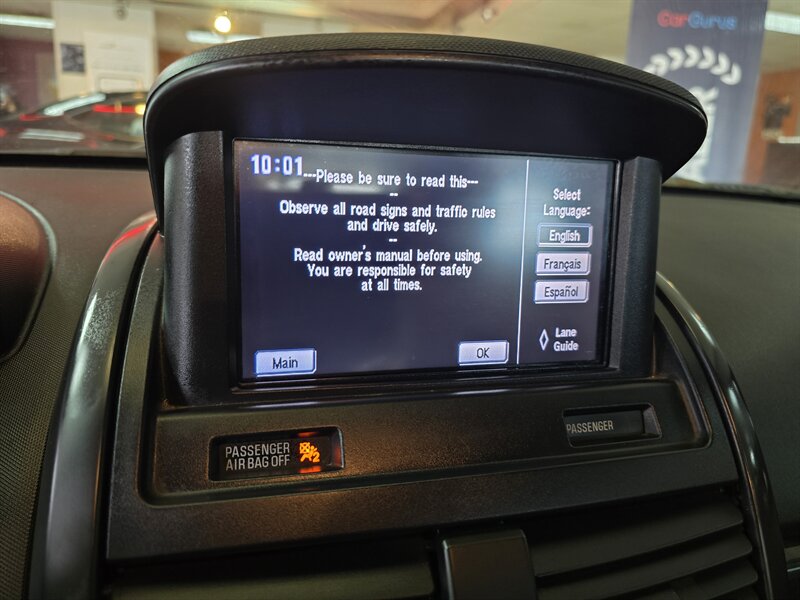 CarGurus
10:01
---Please be sure to read this---
--
Observe all road signs and traffic rules
and drive safely.
--
Read owner's manual before using.
You are responsible for safety
at all times.
Main
OK
Select
Language:
English
Français
Español
Lane
Guide
PASSENGER
AIR BAG OFF
2
PASSENGER